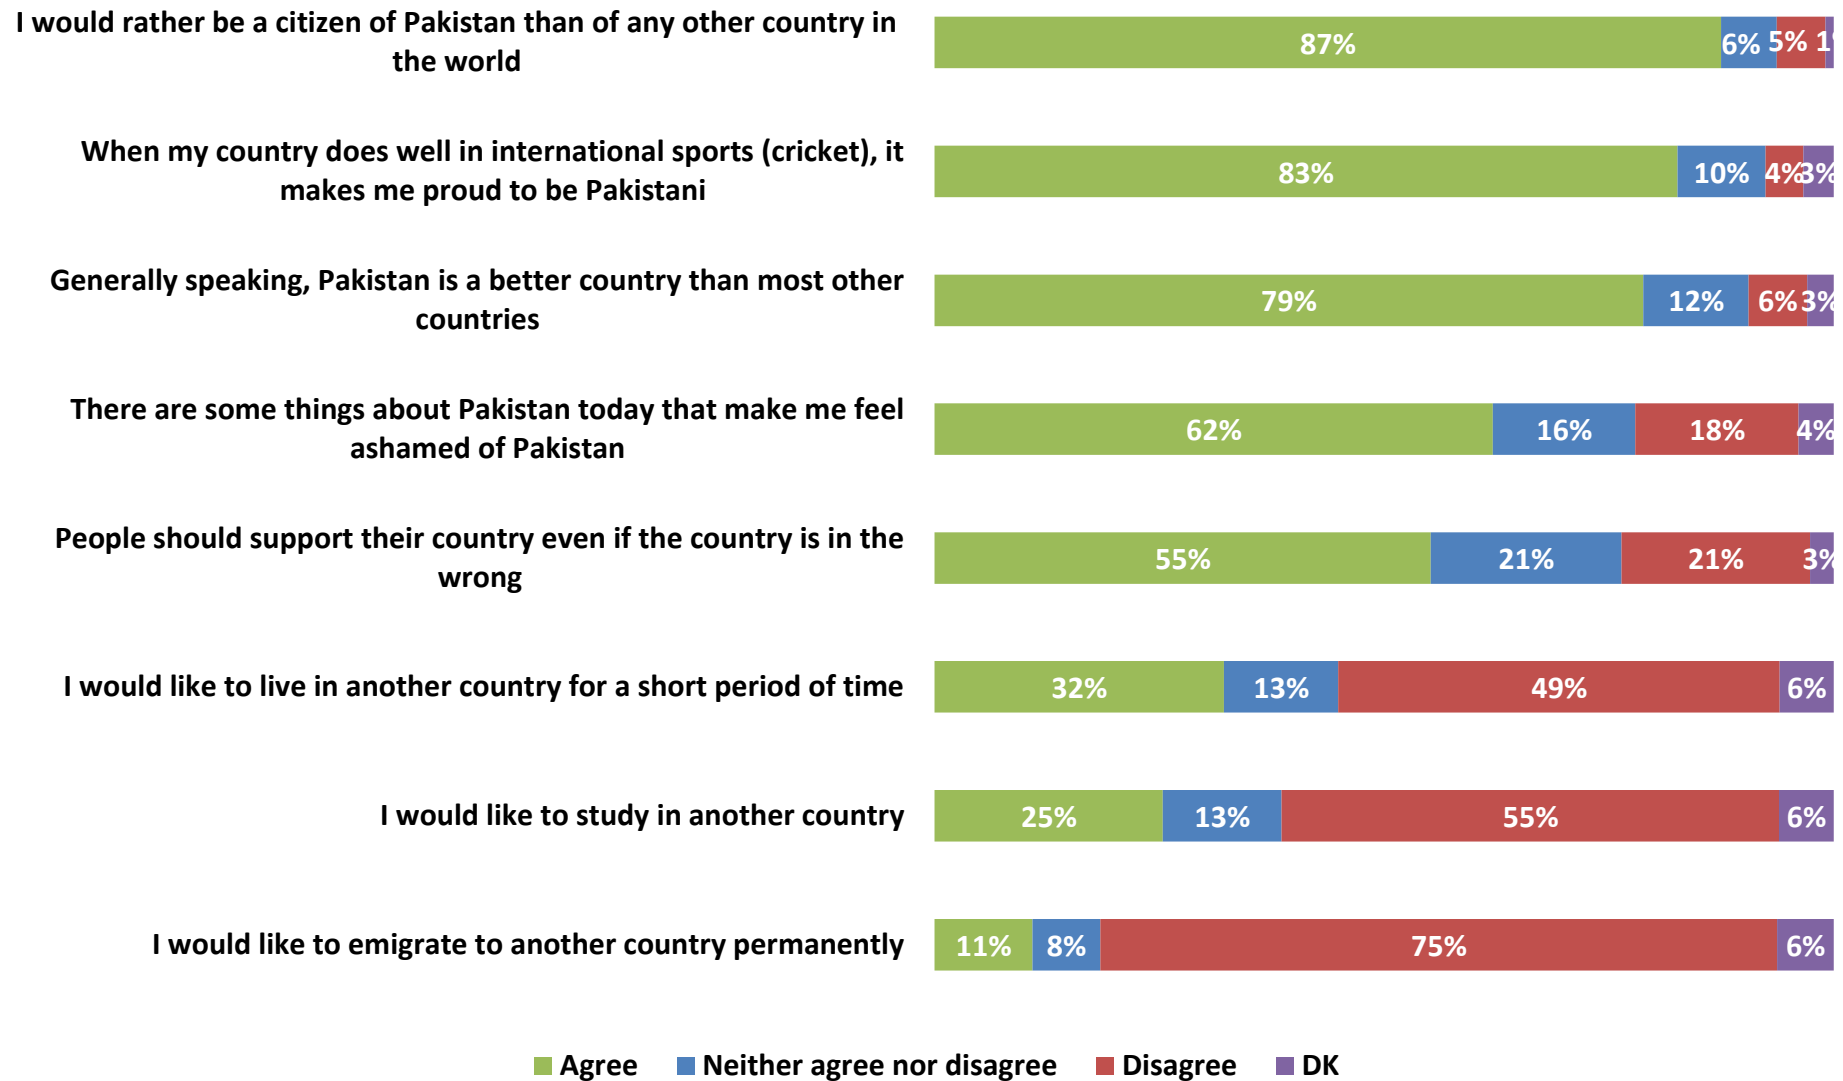 I would rather be a citizen of Pakistan than of any other country in
the world
87% 6% 5% 1%
When my country does well in international sports (cricket), it
makes me proud to be Pakistani
83% 10% 4% 3%
Generally speaking, Pakistan is a better country than most other
countries
79% 12% 6% 3%
There are some things about Pakistan today that make me feel
ashamed of Pakistan
62% 16% 18% 4%
People should support their country even if the country is in the
wrong
55% 21% 21% 3%
I would like to live in another country for a short period of time
32% 13% 49% 6%
I would like to study in another country
25% 13% 55% 6%
I would like to emigrate to another country permanently
11% 8% 75% 6%
Agree Neither agree nor disagree Disagree DK